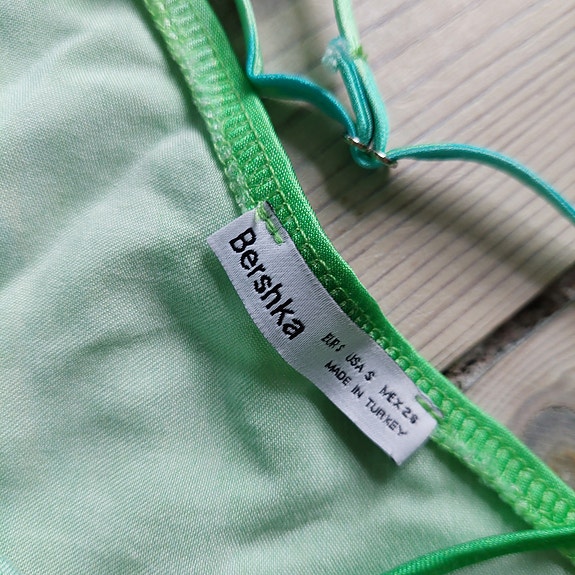 Bershka
EUR S USA S MEX 26
MADE IN TURKEY